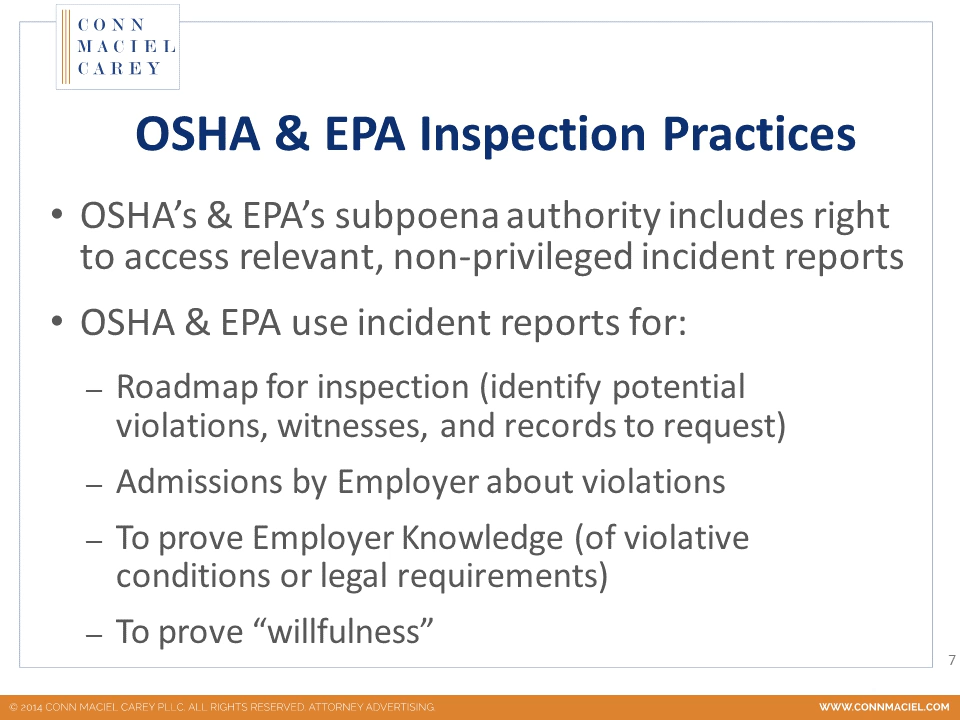 CONN
MACIEL
CAREY
OSHA & EPA Inspection Practices
• OSHA’s & EPA’s subpoena authority includes right
to access relevant, non-privileged incident reports
• OSHA & EPA use incident reports for:
– Roadmap for inspection (identify potential
violations, witnesses, and records to request)
– Admissions by Employer about violations
– To prove Employer Knowledge (of violative
conditions or legal requirements)
– To prove “willfulness”
7
© 2014 CONN MACIEL CAREY PLLC. ALL RIGHTS RESERVED. ATTORNEY ADVERTISING.
WWW.CONNMACIEL.COM